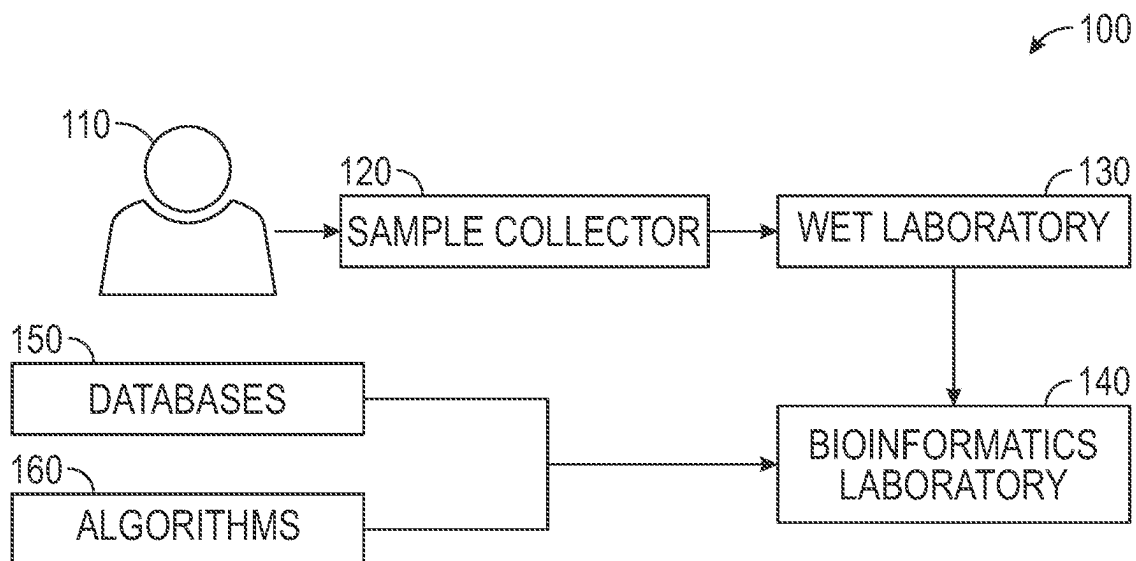 100
110
120
130
SAMPLE COLLECTOR
WET LABORATORY
150
DATABASES
140
BIOINFORMATICS
LABORATORY
160
ALGORITHMS